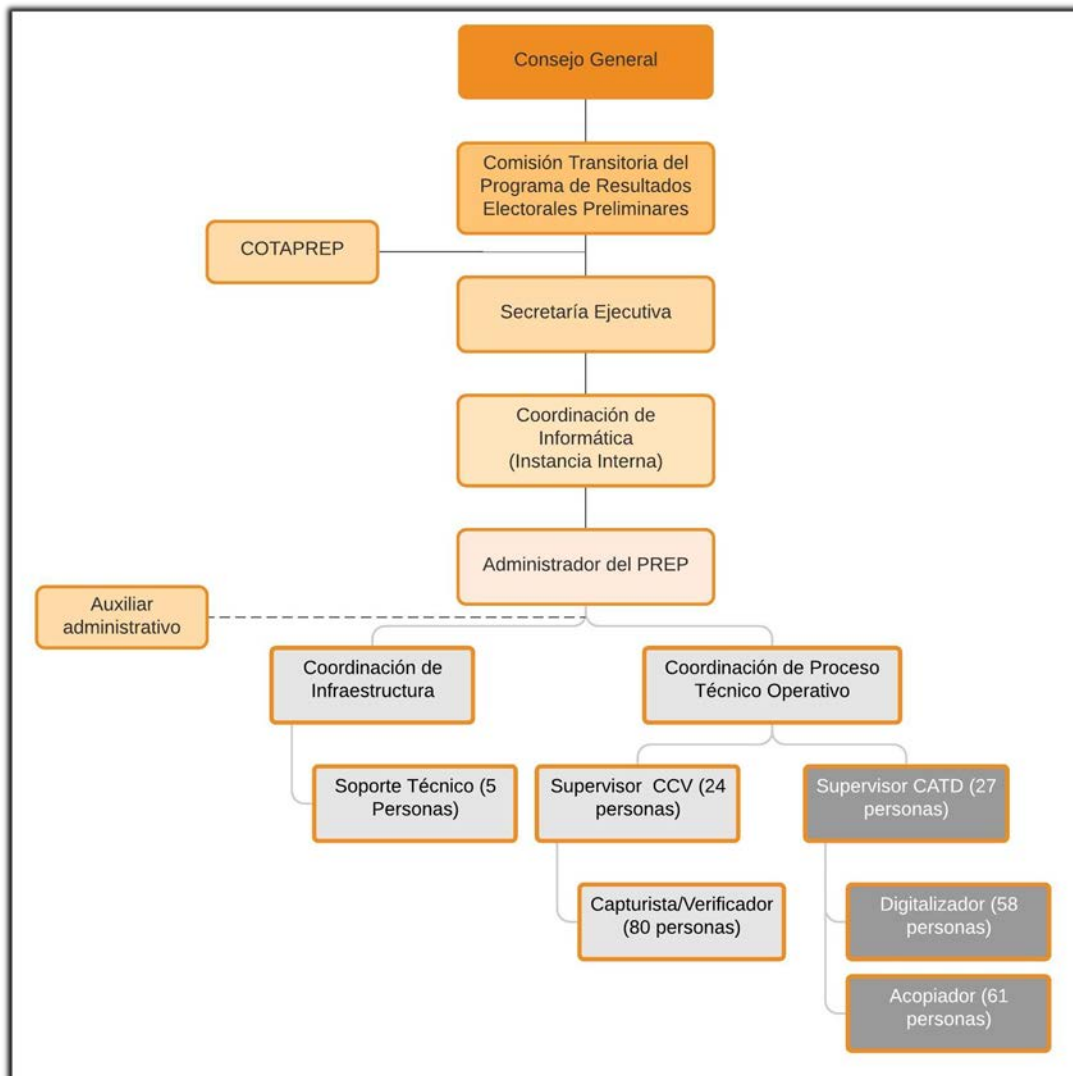 Consejo General
Comisión Transitoria del
Programa de Resultados
Electorales Preliminares
COTAPREP
Secretaría Ejecutiva
Coordinación de
Informática
(Instancia Interna)
Administrador del PREP
Auxiliar
administrativo
Coordinación de
Infraestructura
Coordinación de Proceso
Técnico Operativo
Soporte Técnico (5
Personas)
Supervisor CCV (24
personas)
Supervisor CATD (27
personas)
Capturista/Verificador
(80 personas)
Digitalizador (58
personas)
Acopiador (61
personas)